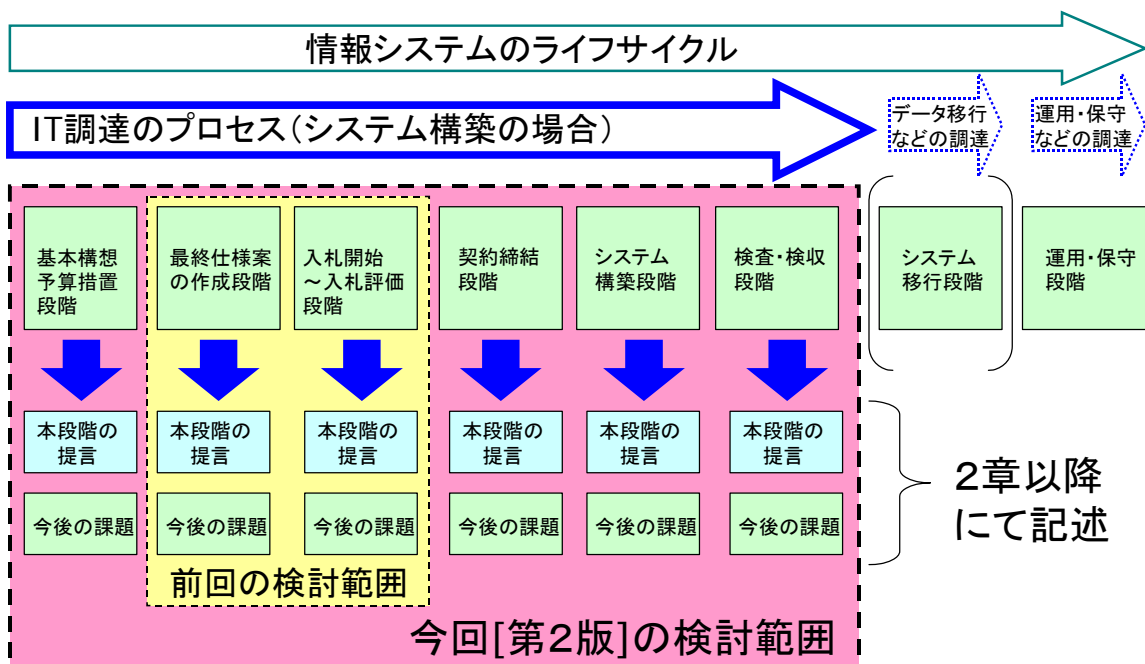 情報システムのライフサイクル
IT調達のプロセス（システム構築の場合）
データ移行
などの調達
運用・保守
などの調達
基本構想
予算措置
段階
最終仕様案
の作成段階
入札開始
～入札評価
段階
契約締結
段階
システム
構築段階
検査・検収
段階
システム
移行段階
運用・保守
段階
本段階の
提言
本段階の
提言
本段階の
提言
本段階の
提言
本段階の
提言
本段階の
提言
今後の課題
今後の課題
今後の課題
今後の課題
今後の課題
今後の課題
２章以降
にて記述
前回の検討範囲
今回[第２版]の検討範囲